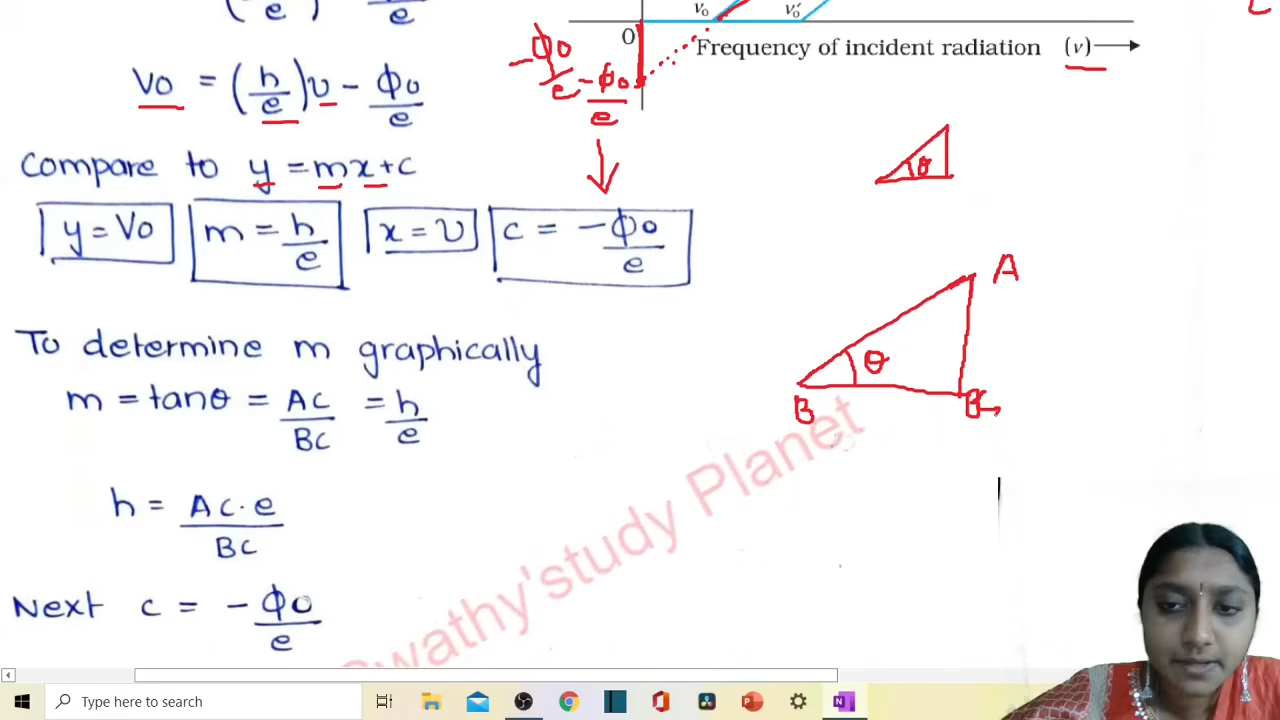 (h/e) e
ν₀ ν₀′
0
Frequency of incident radiation (ν)
-ϕ0/e -ϕ0/e
V0 = (h/e)υ - ϕ0/e
Compare to y = mx+c
y = V0 m = h/e x = υ c = -ϕ0/e
θ
To determine m graphically
m = tanθ = AC/BC = h/e
A
θ
B
h = AC·e/BC
Next c = -ϕ0/e
Swathy'study Planet
Type here to search